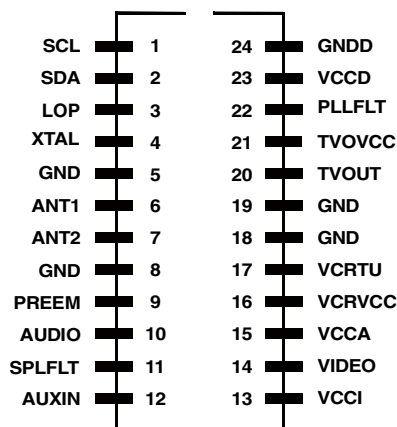 SCL 1 24 GNDD
SDA 2 23 VCCD
LOP 3 22 PLLFLT
XTAL 4 21 TVOVCC
GND 5 20 TVOUT
ANT1 6 19 GND
ANT2 7 18 GND
GND 8 17 VCRTU
PREEM 9 16 VCRVCC
AUDIO 10 15 VCCA
SPLFLT 11 14 VIDEO
AUXIN 12 13 VCCI